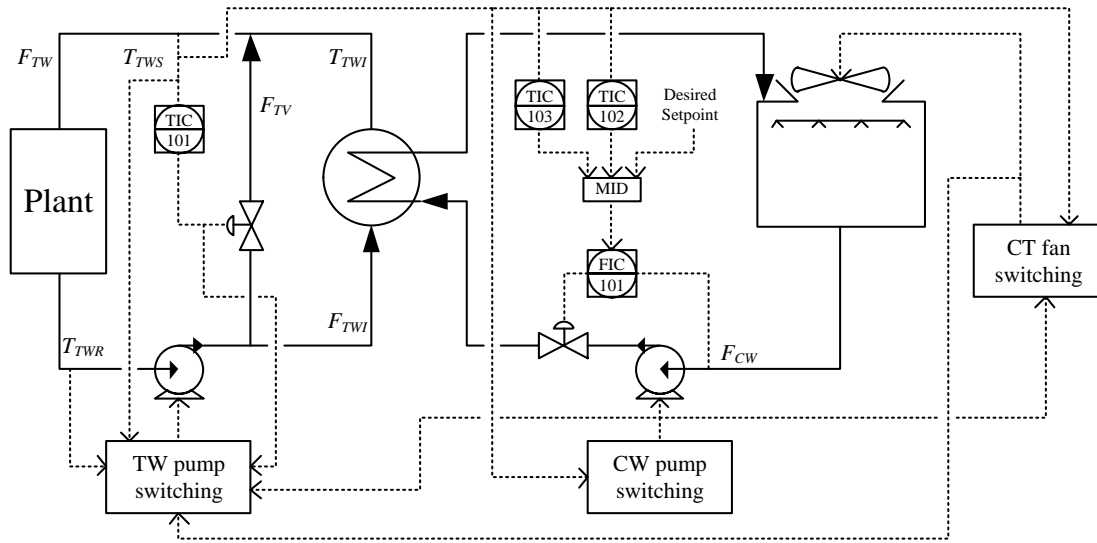 F_TW
T_TWS
T_TWI
F_TV
TIC
101
TIC
103
TIC
102
Desired
Setpoint
Plant
MID
CT fan
switching
FIC
101
F_TWI
T_TWR
F_CW
TW pump
switching
CW pump
switching